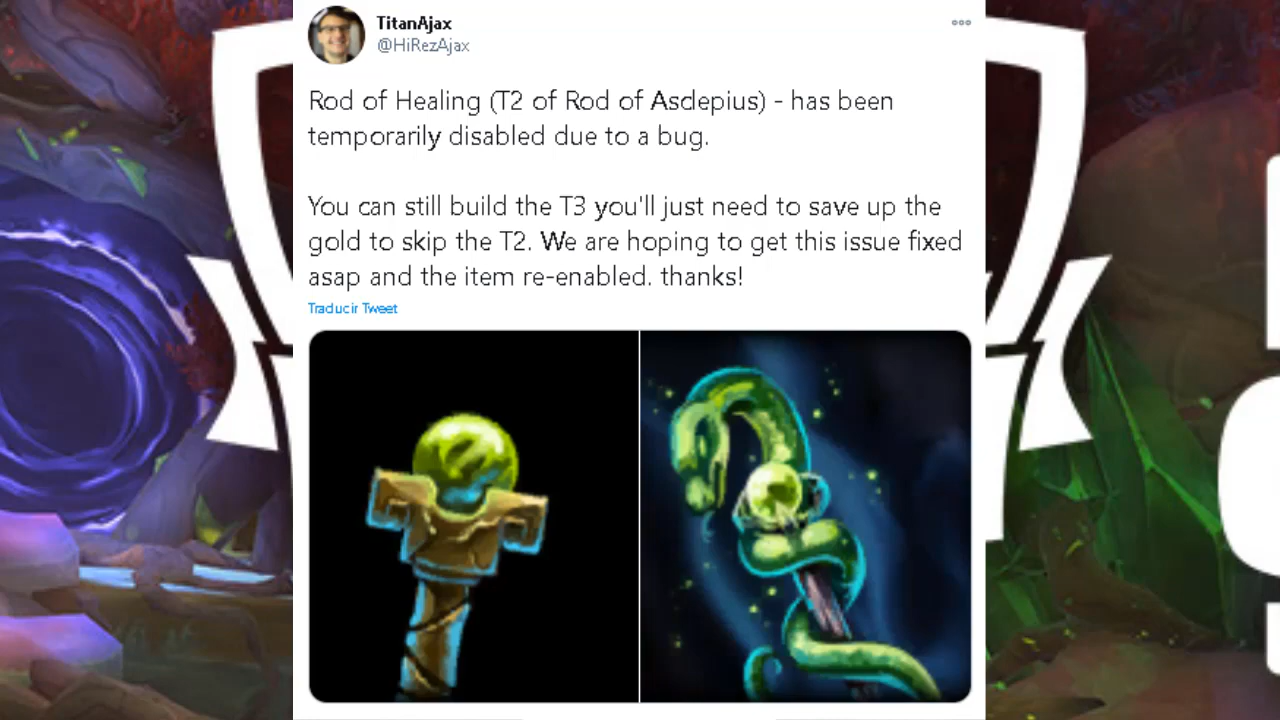 TitanAjax
@HiRezAjax
Rod of Healing (T2 of Rod of Asclepius) - has been
temporarily disabled due to a bug.
You can still build the T3 you'll just need to save up the
gold to skip the T2. We are hoping to get this issue fixed
asap and the item re-enabled. thanks!
Traducir Tweet